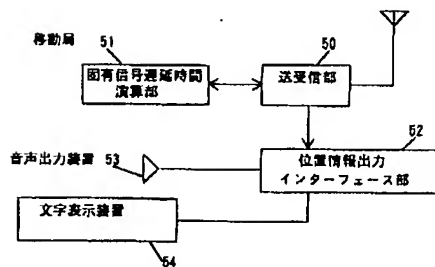 移動局
51
50
固有信号遅延時間
演算部
送受信部
52
音声出力装置 53
位置情報出力
インターフェース部
文字表示装置
54